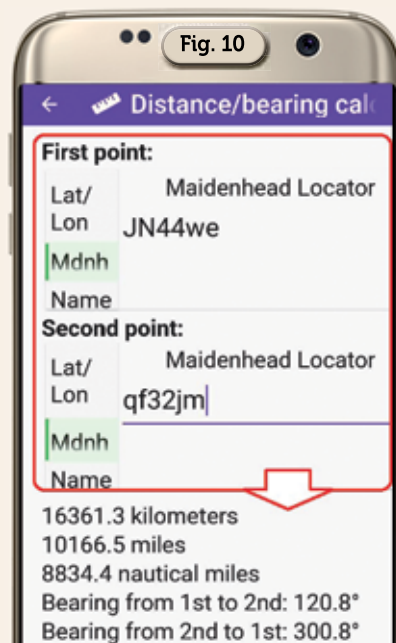 Fig. 10
Distance/bearing cal
First point:
Lat/
Lon
Mdnh
Name
Maidenhead Locator
JN44we
Second point:
Lat/
Lon
Mdnh
Name
Maidenhead Locator
qf32jm
16361.3 kilometers
10166.5 miles
8834.4 nautical miles
Bearing from 1st to 2nd: 120.8°
Bearing from 2nd to 1st: 300.8°